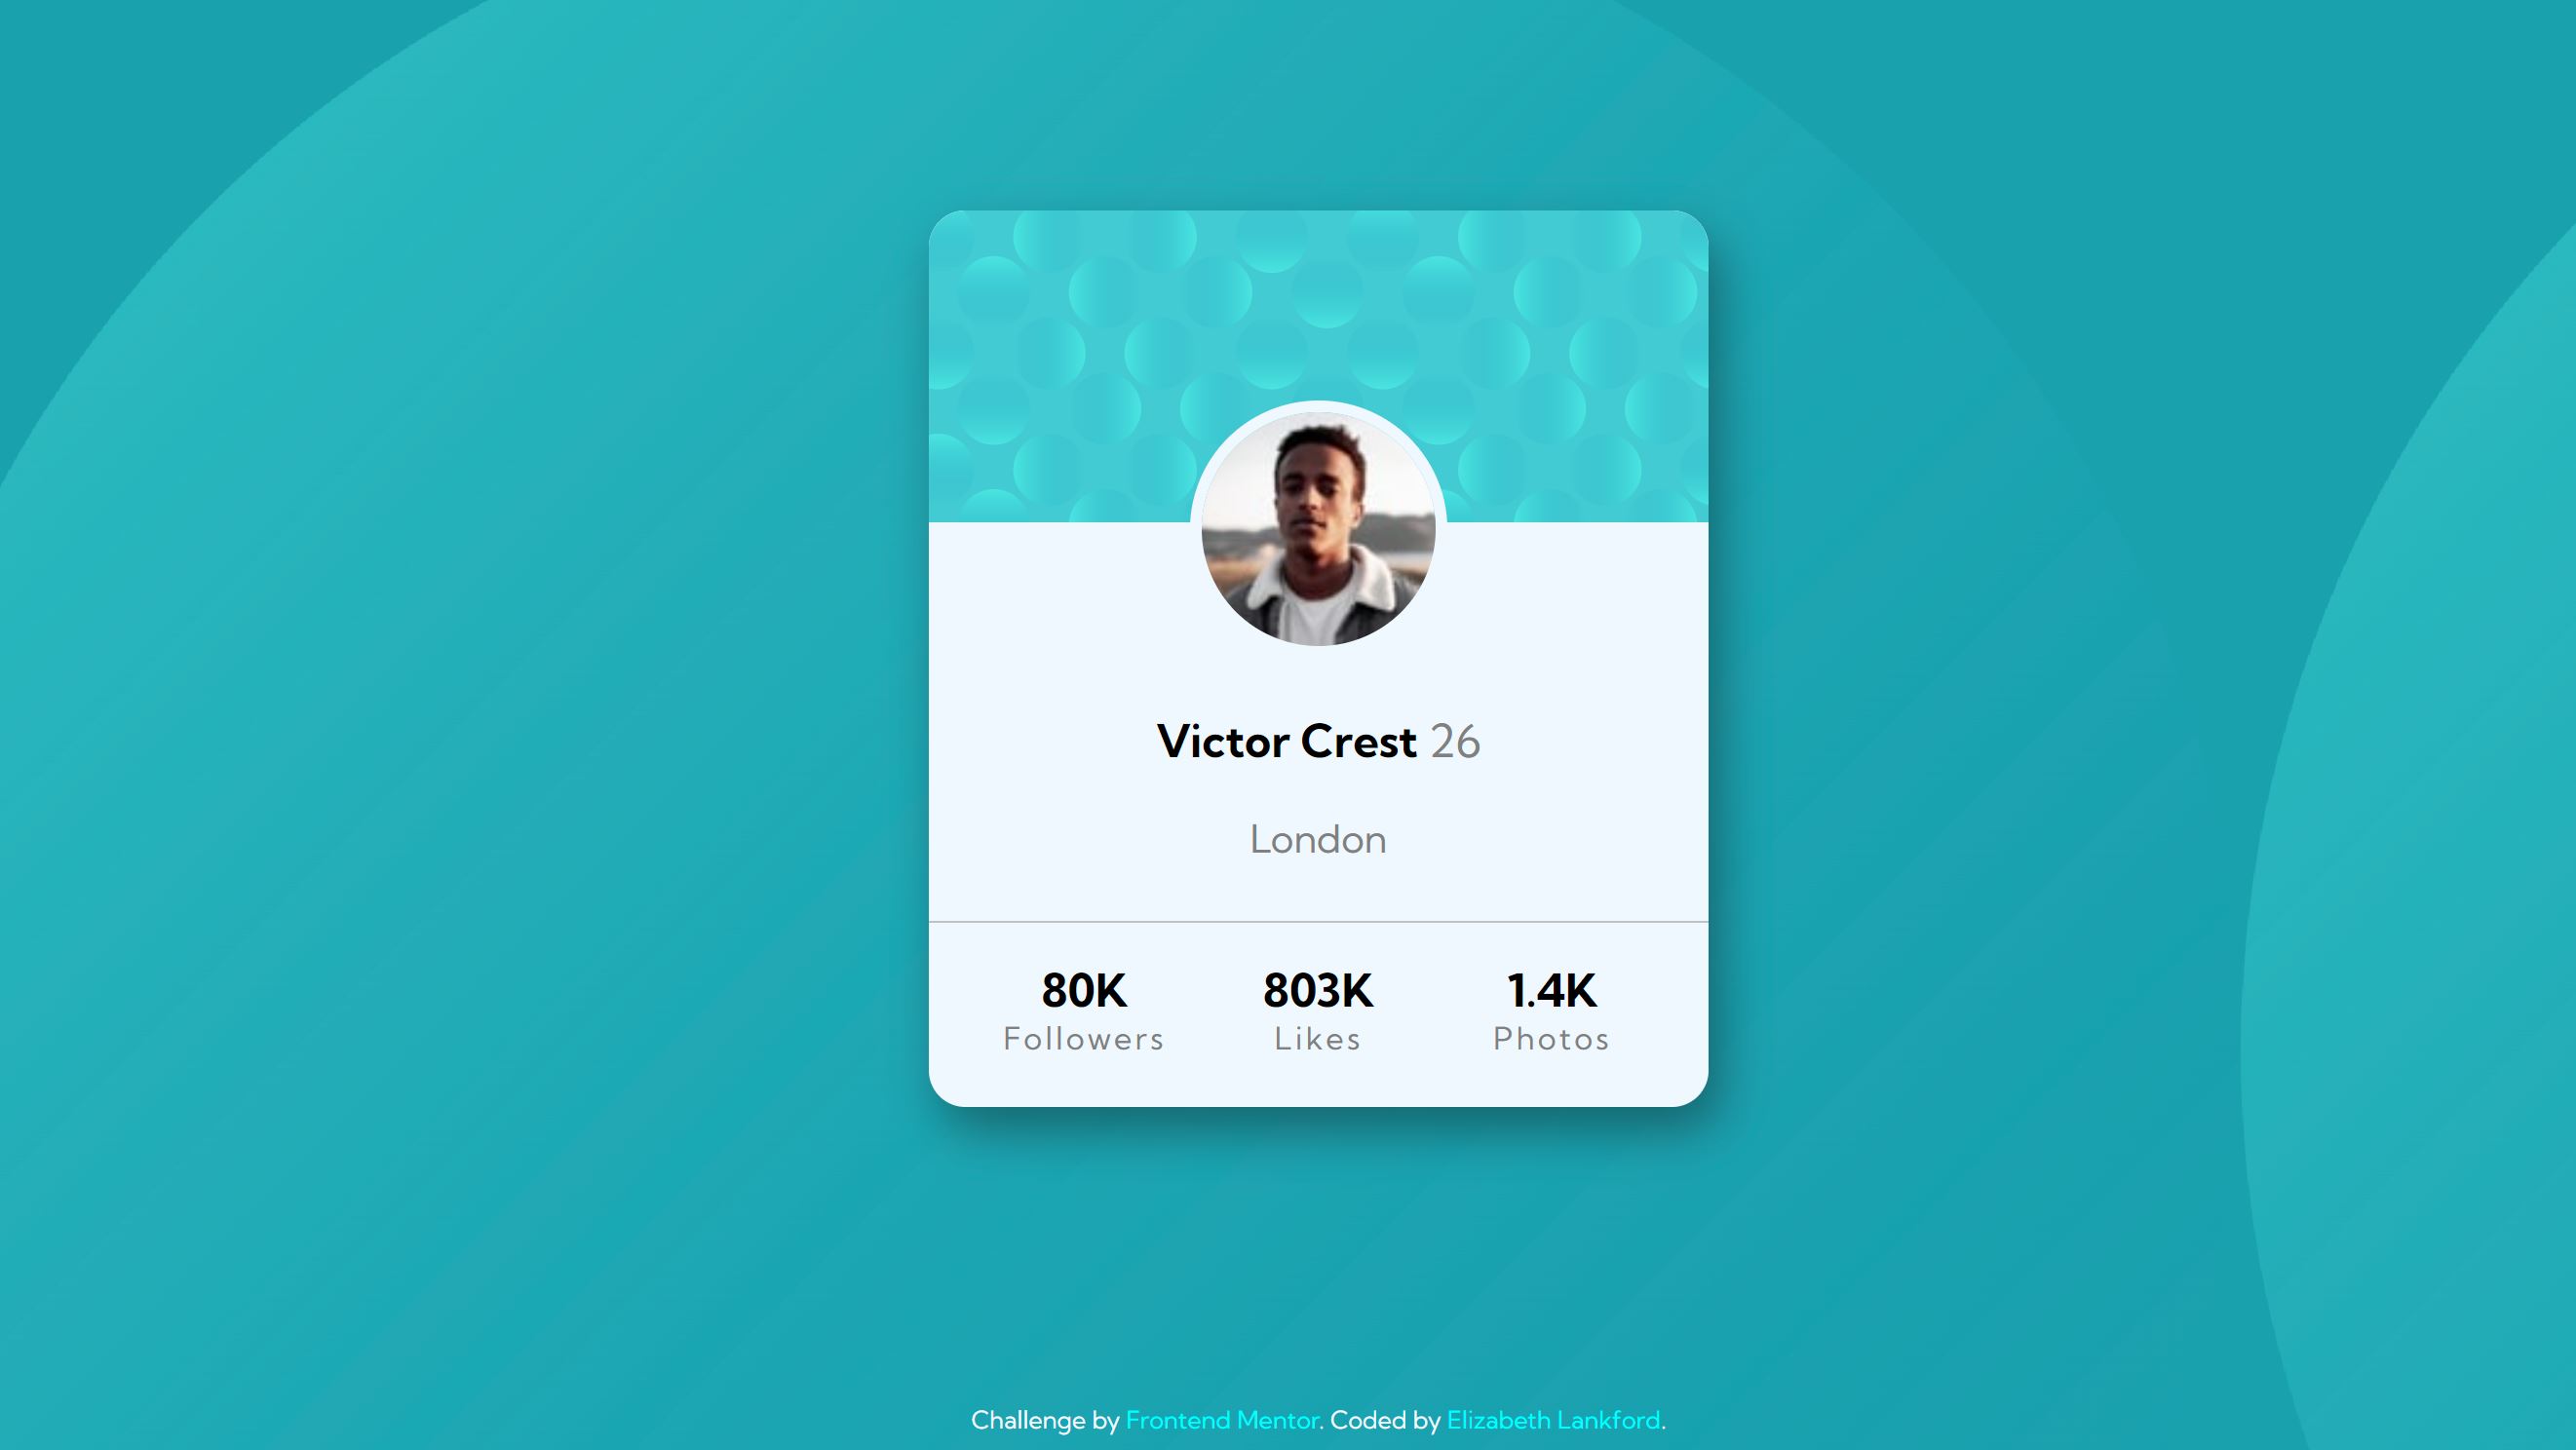 Victor Crest 26
London
80K 803K 1.4K
Followers Likes Photos
Challenge by Frontend Mentor. Coded by Elizabeth Lankford.